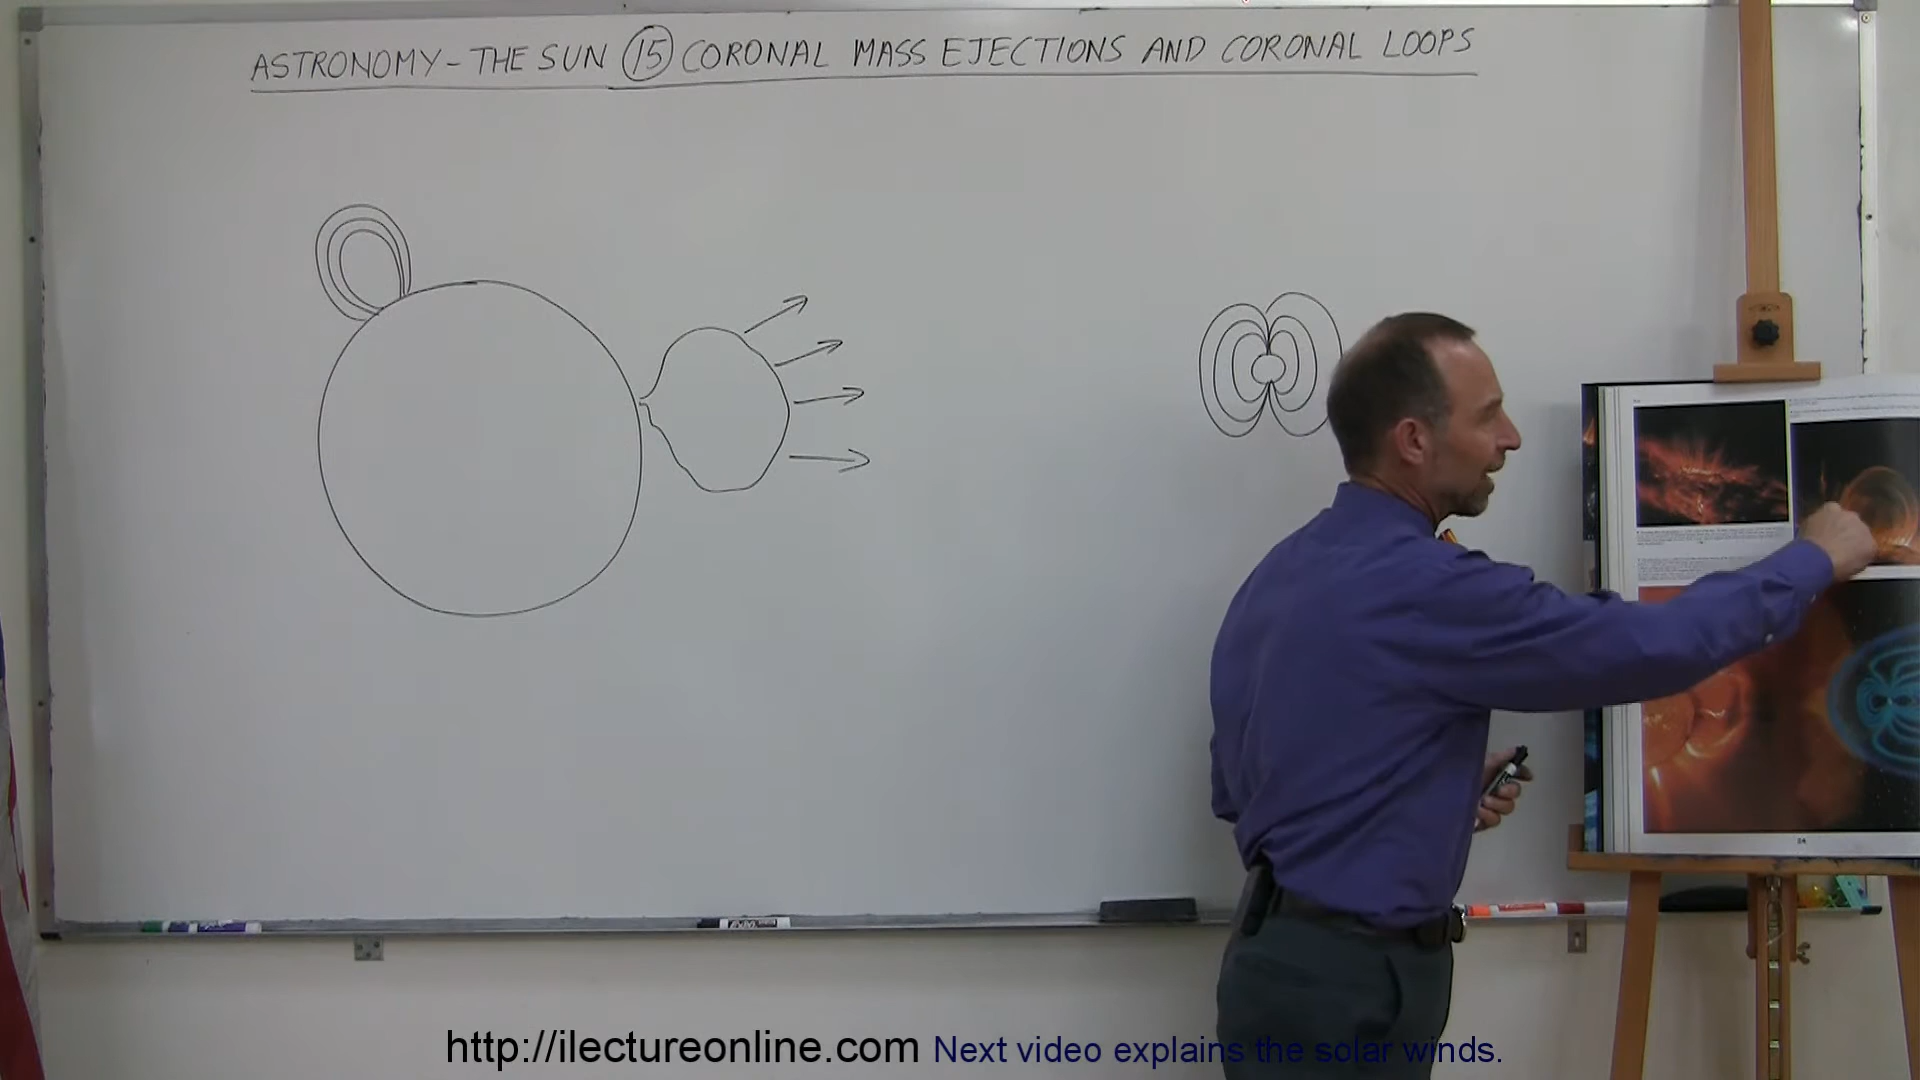 ASTRONOMY - THE SUN 15 CORONAL MASS EJECTIONS AND CORONAL LOOPS
http://ilectureonline.com Next video explains the solar winds.